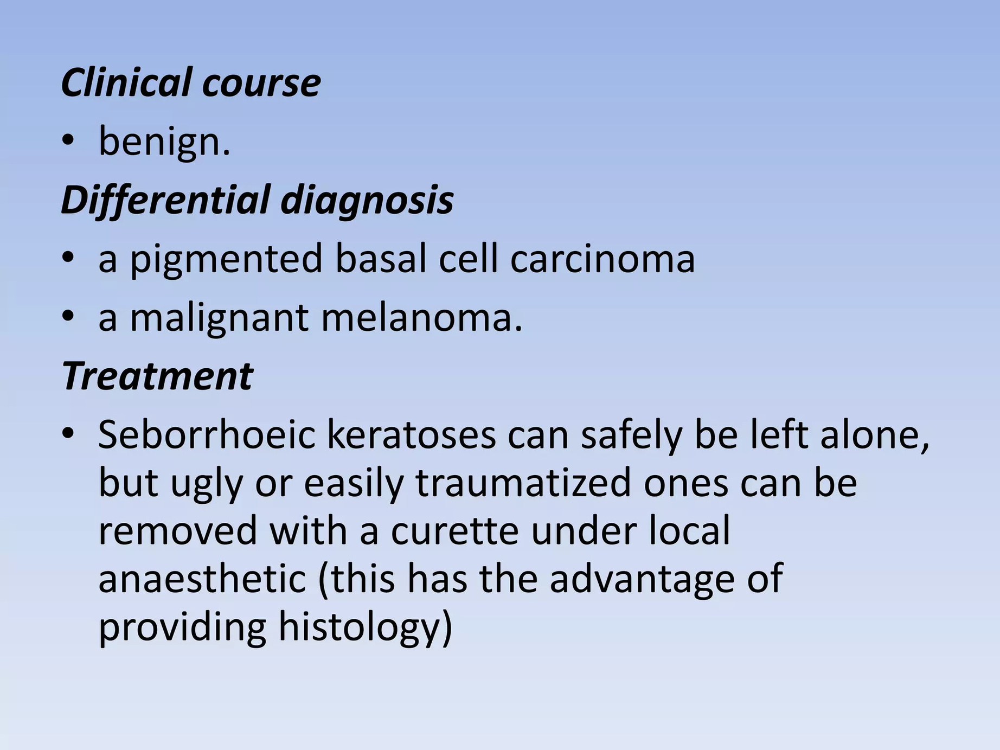 Clinical course
• benign.
Differential diagnosis
• a pigmented basal cell carcinoma
• a malignant melanoma.
Treatment
• Seborrhoeic keratoses can safely be left alone,
but ugly or easily traumatized ones can be
removed with a curette under local
anaesthetic (this has the advantage of
providing histology)